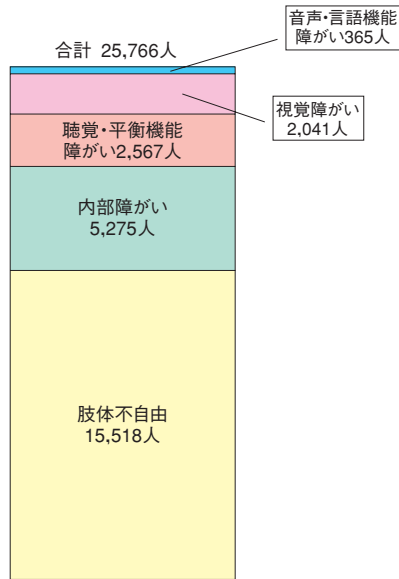 音声・言語機能
障がい365人
合計 25,766人
視覚障がい
2,041人
聴覚・平衡機能
障がい2,567人
内部障がい
5,275人
肢体不自由
15,518人